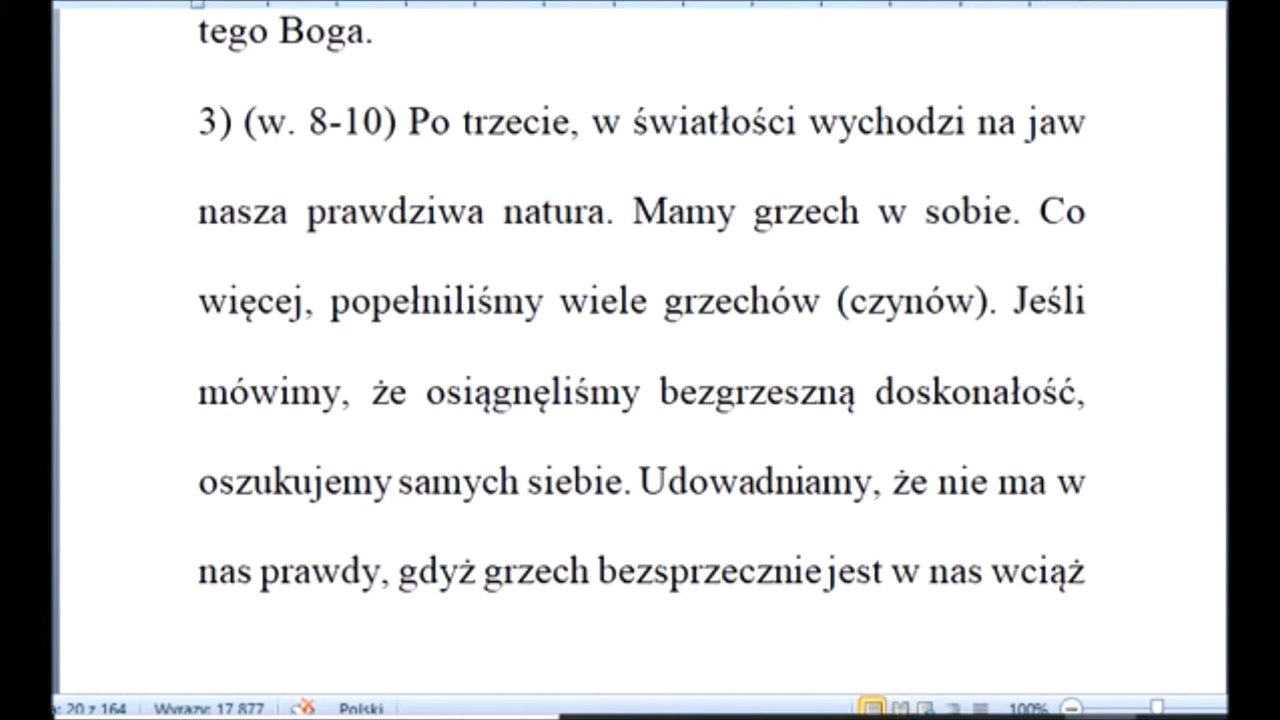 tego Boga.
3) (w. 8-10) Po trzecie, w światłości wychodzi na jaw
nasza prawdziwa natura. Mamy grzech w sobie. Co
więcej, popełniliśmy wiele grzechów (czynów). Jeśli
mówimy, że osiągnęliśmy bezgrzeszną doskonałość,
oszukujemy samych siebie. Udowadniamy, że nie ma w
nas prawdy, gdyż grzech bezsprzecznie jest w nas wciąż
: 20 z 164 Wyrazy: 17 877 Polski 100%